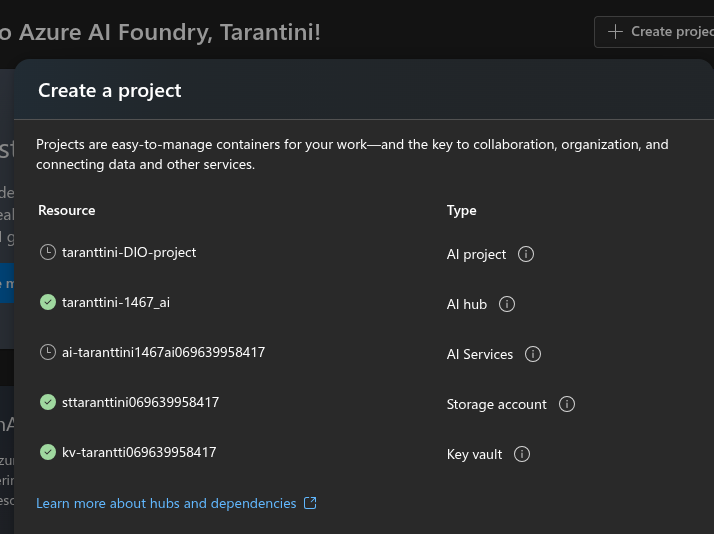 o Azure AI Foundry, Tarantini!
Create projec
Create a project
Projects are easy-to-manage containers for your work—and the key to collaboration, organization, and
connecting data and other services.
Resource Type
taranttini-DIO-project AI project
taranttini-1467_ai AI hub
ai-taranttini1467ai069639958417 AI Services
sttaranttini069639958417 Storage account
kv-tarantti069639958417 Key vault
Learn more about hubs and dependencies